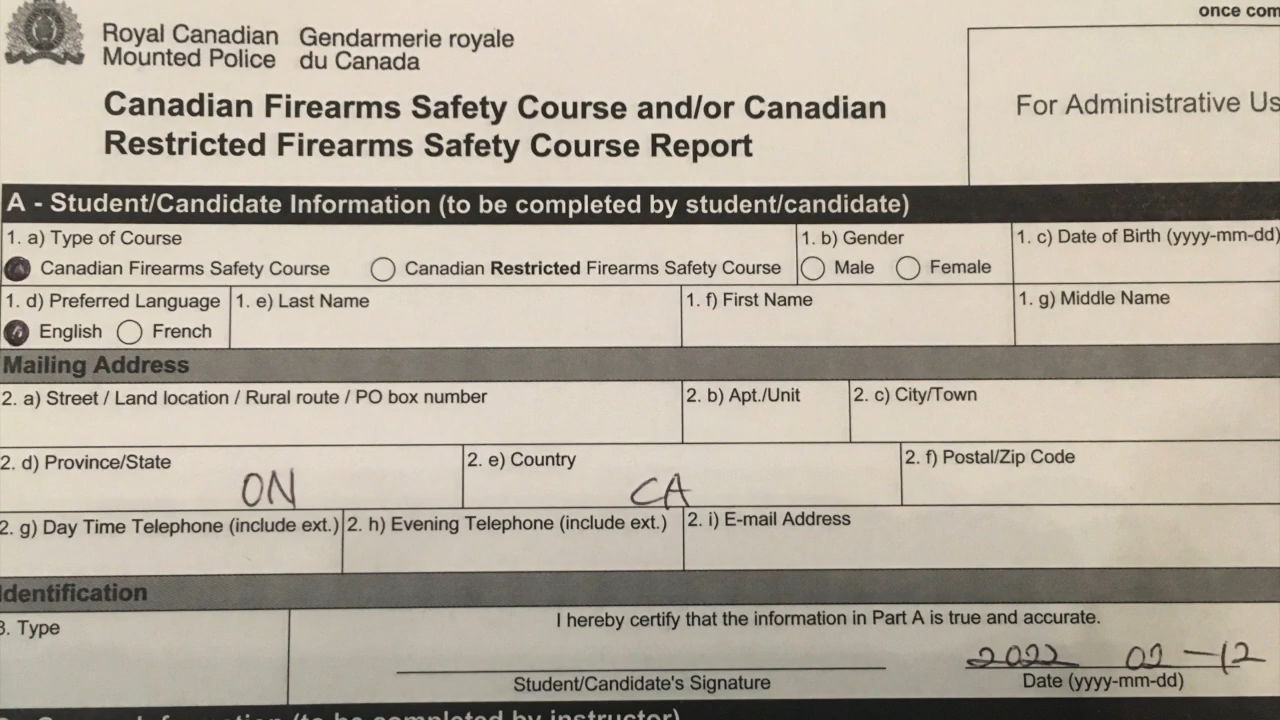 once com
Royal Canadian Gendarmerie royale
Mounted Police du Canada
Canadian Firearms Safety Course and/or Canadian
Restricted Firearms Safety Course Report
For Administrative Us
A - Student/Candidate Information (to be completed by student/candidate)
1. a) Type of Course 1. b) Gender 1. c) Date of Birth (yyyy-mm-dd)
Canadian Firearms Safety Course Canadian Restricted Firearms Safety Course Male Female
1. d) Preferred Language 1. e) Last Name 1. f) First Name 1. g) Middle Name
English French
Mailing Address
2. a) Street / Land location / Rural route / PO box number 2. b) Apt./Unit 2. c) City/Town
2. d) Province/State 2. e) Country 2. f) Postal/Zip Code
ON CA
2. g) Day Time Telephone (include ext.) 2. h) Evening Telephone (include ext.) 2. i) E-mail Address
Identification
3. Type I hereby certify that the information in Part A is true and accurate.
2022 02 -12
Student/Candidate's Signature Date (yyyy-mm-dd)
(to be completed by instructor)